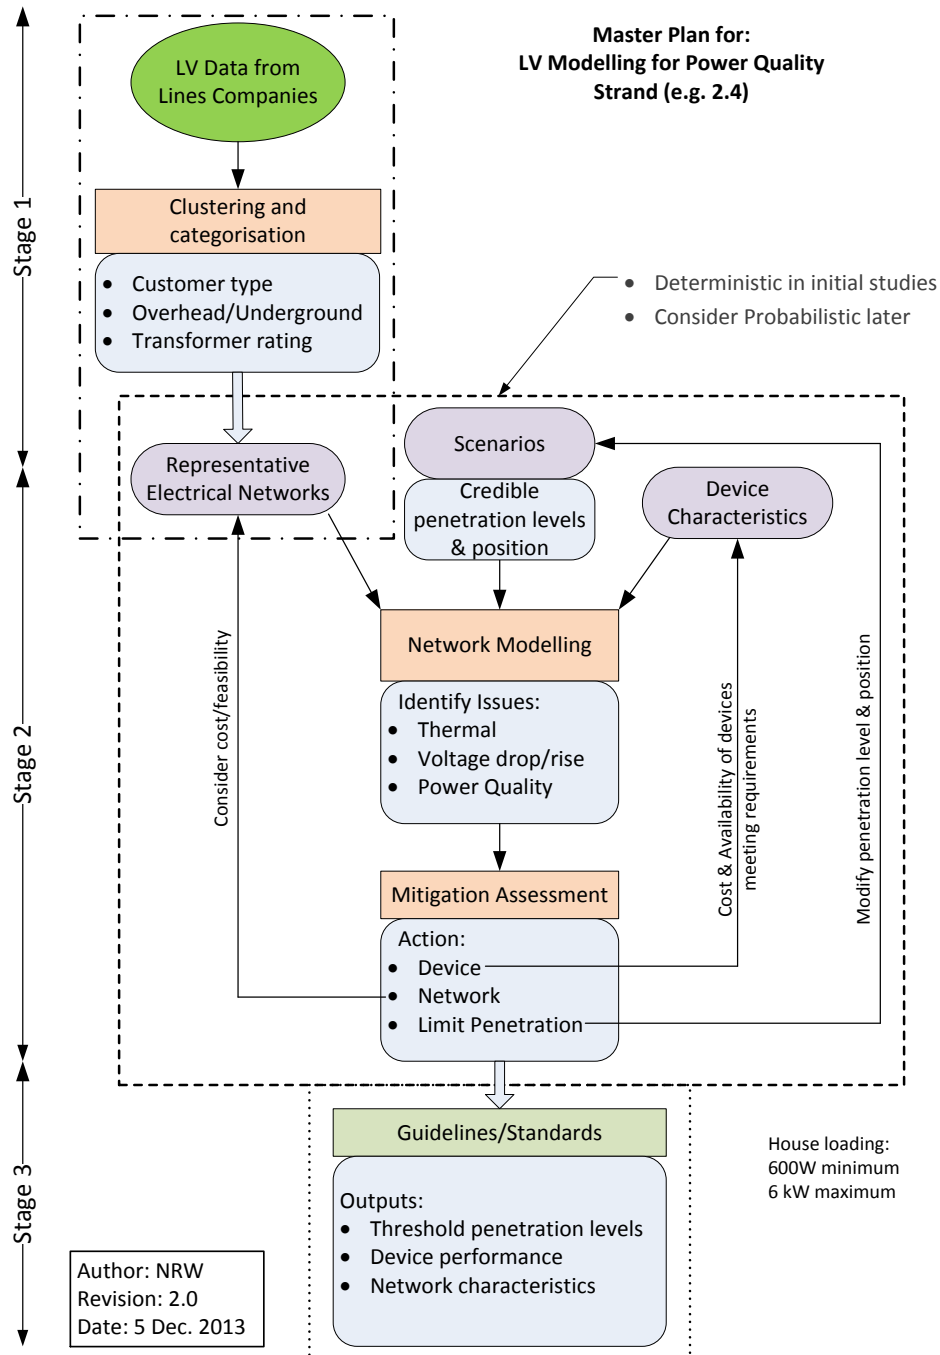 Master Plan for:
LV Modelling for Power Quality
Strand (e.g. 2.4)
Stage 1
LV Data from
Lines Companies
Clustering and
categorisation
• Customer type
• Overhead/Underground
• Transformer rating
• Deterministic in initial studies
• Consider Probabilistic later
Stage 2
Representative
Electrical Networks
Scenarios
Credible
penetration levels
& position
Device
Characteristics
Network Modelling
Identify Issues:
• Thermal
• Voltage drop/rise
• Power Quality
Consider cost/feasibility
Cost & Availability of devices
meeting requirements
Modify penetration level & position
Mitigation Assessment
Action:
• Device
• Network
• Limit Penetration
Stage 3
Guidelines/Standards
Outputs:
• Threshold penetration levels
• Device performance
• Network characteristics
House loading:
600W minimum
6 kW maximum
Author: NRW
Revision: 2.0
Date: 5 Dec. 2013